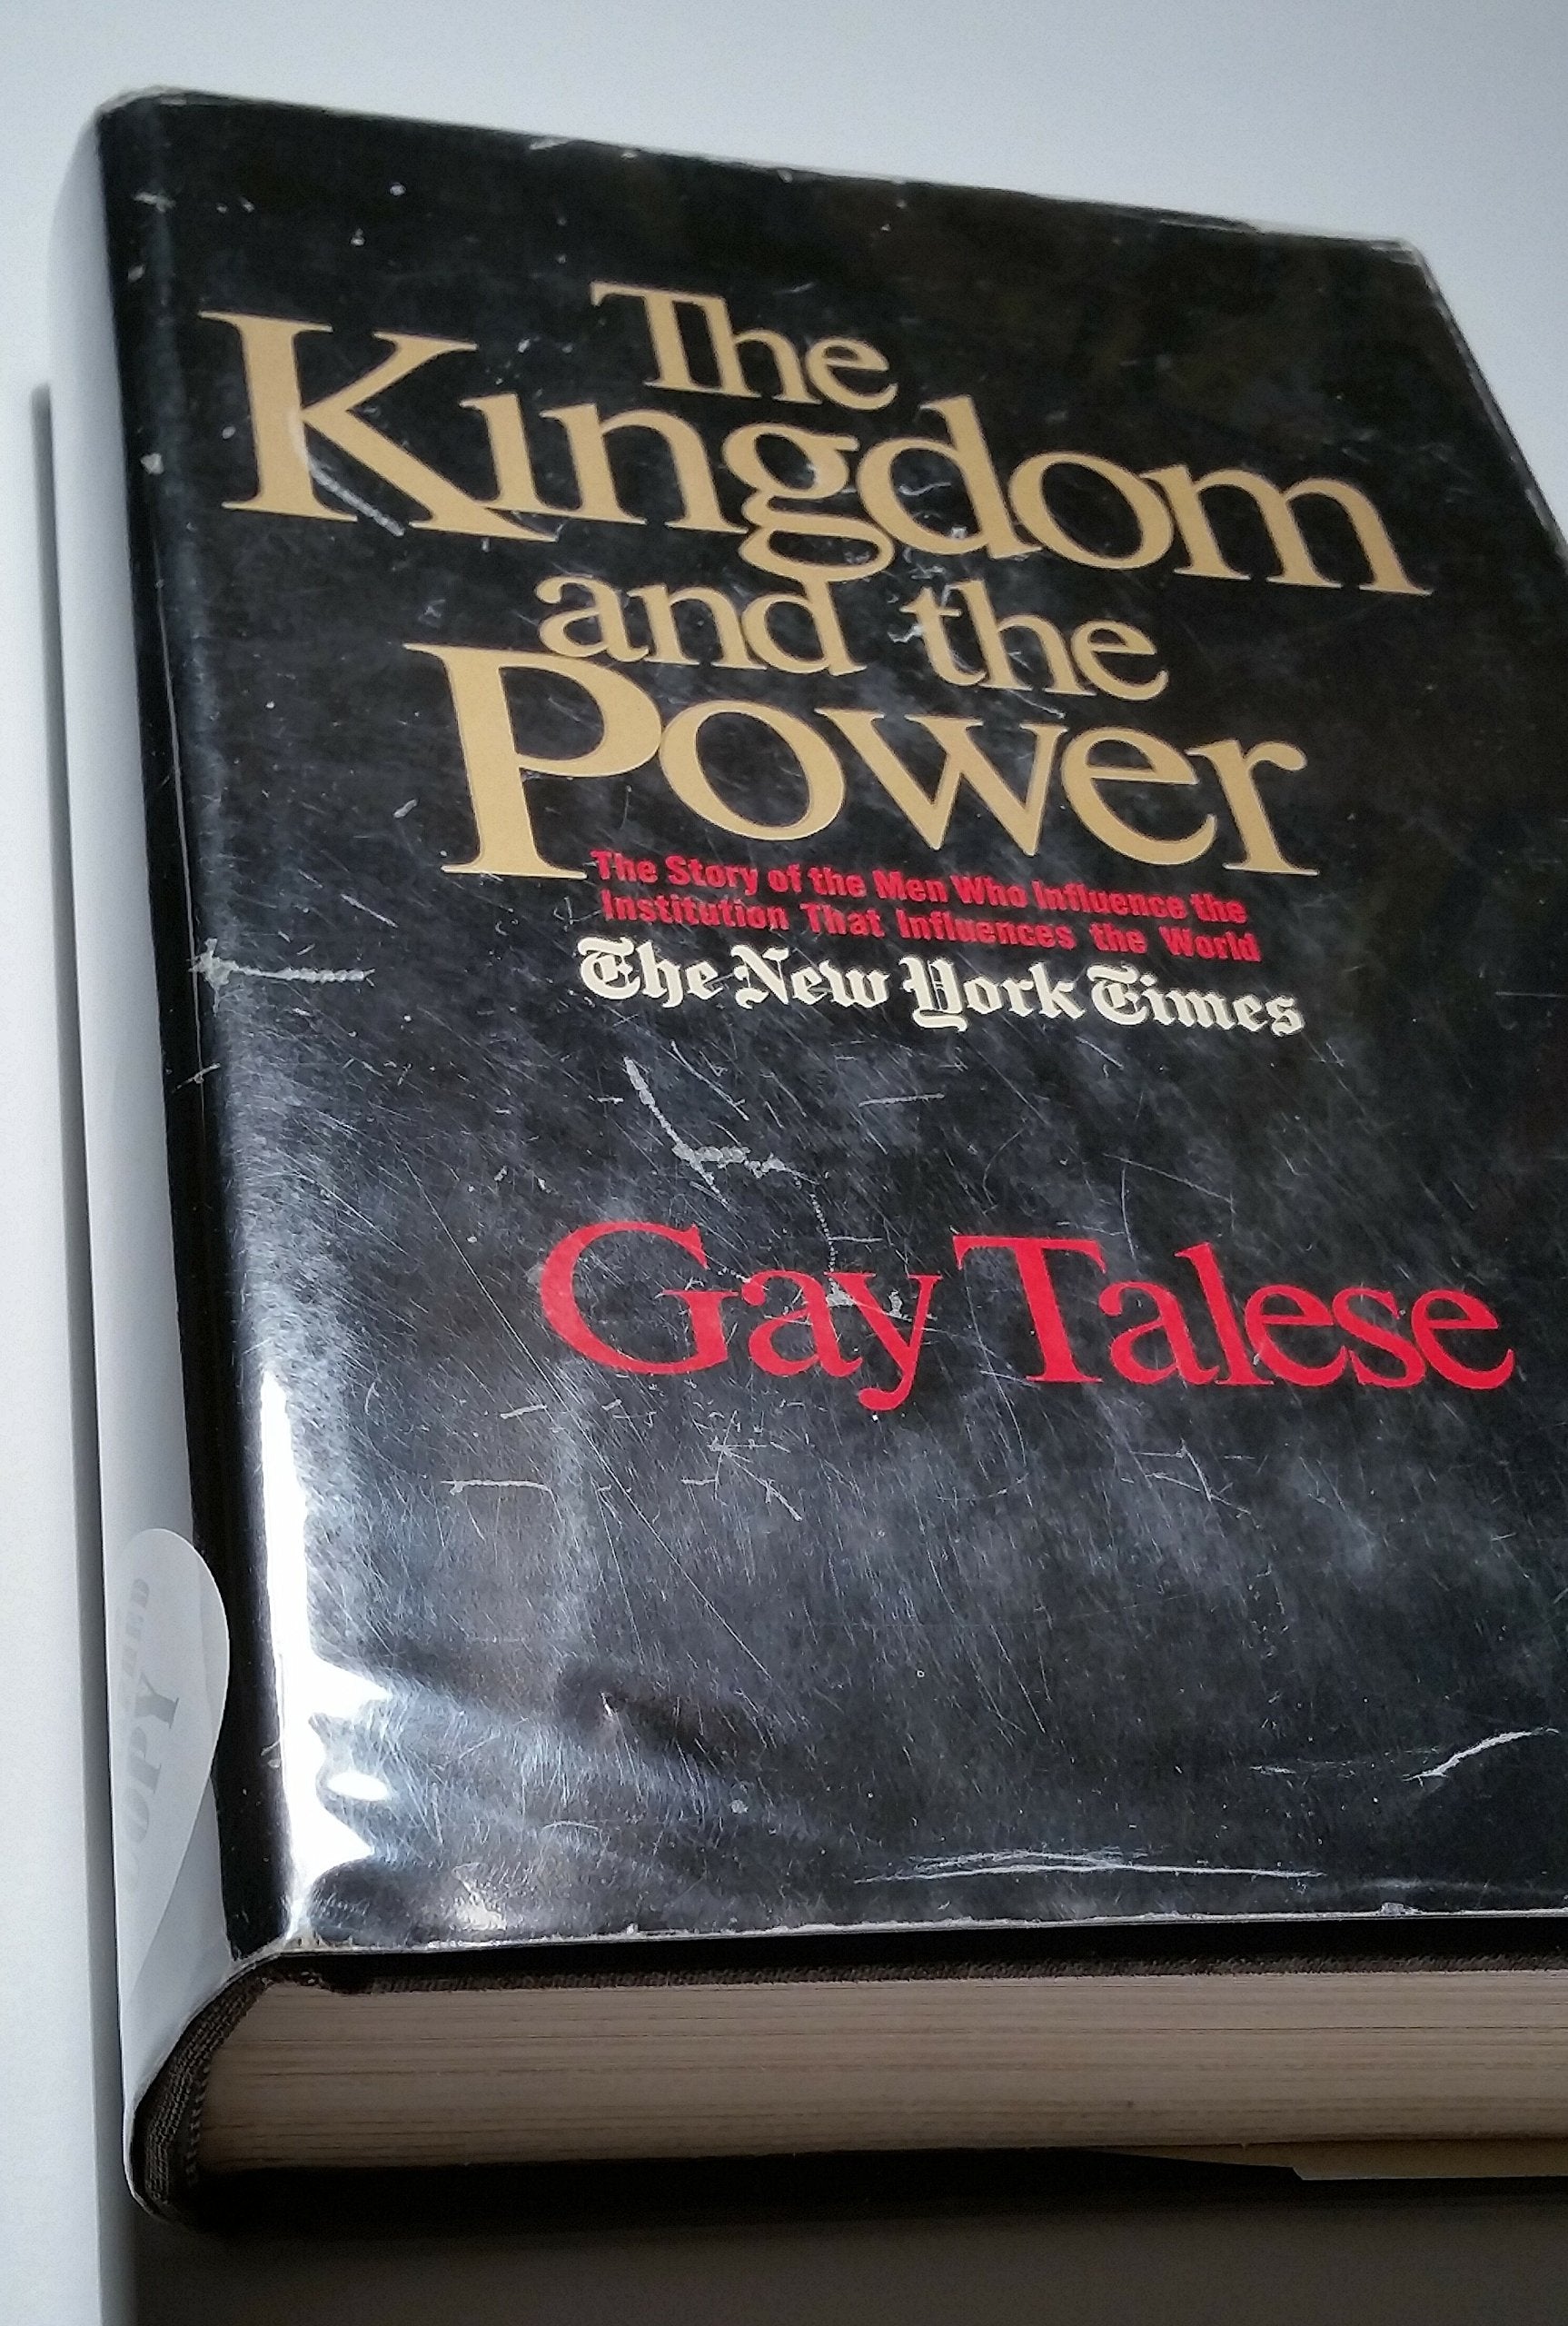 The
Kingdom
and the
Power
The Story of the Men Who Influence the
Institution That Influences the World
The New York Times
Gay Talese